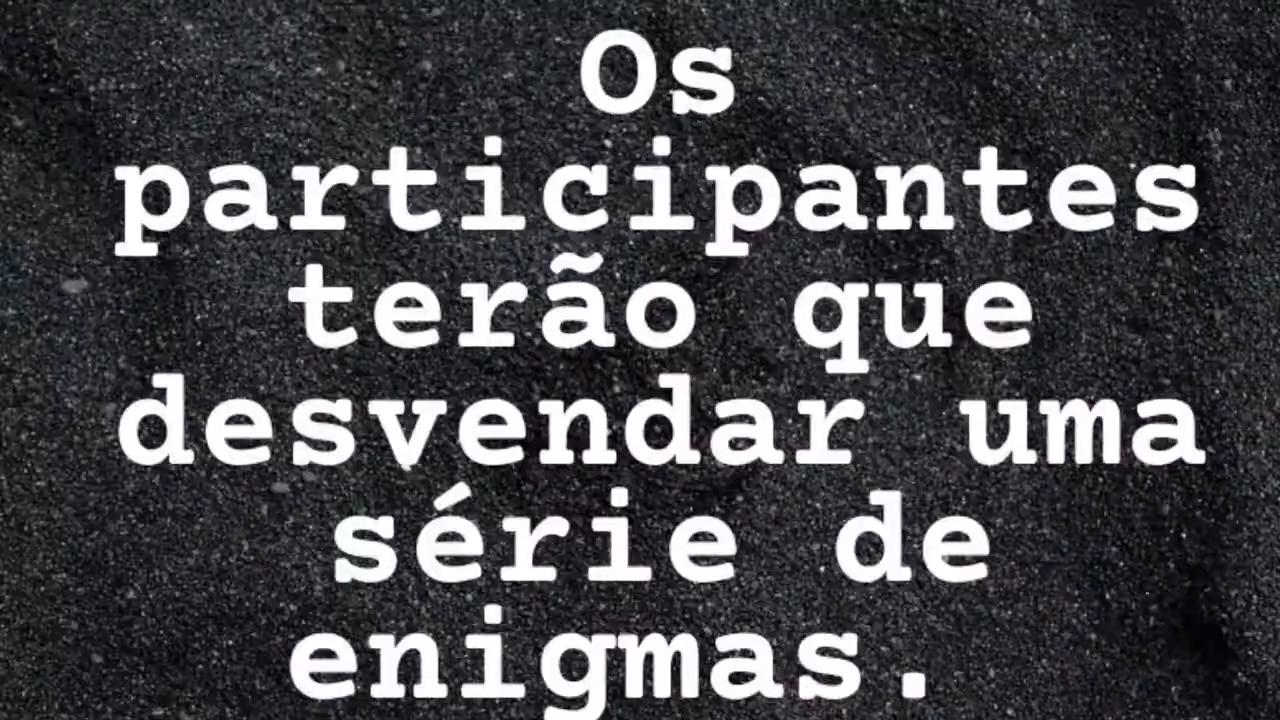 Os
participantes
terão que
desvendar uma
série de
enigmas.